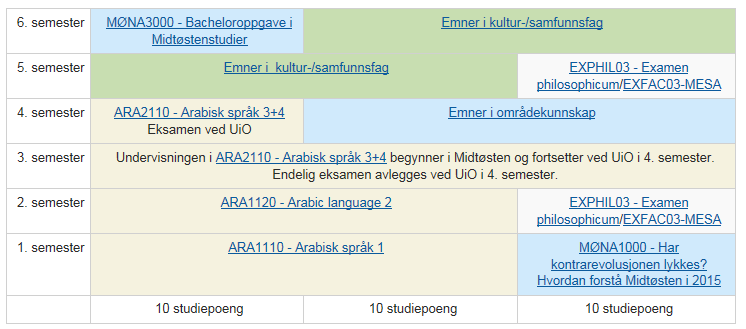 6. semester
MØNA3000 - Bacheloroppgave i
Midtøstenstudier
Emner i kultur-/samfunnsfag
5. semester
Emner i kultur-/samfunnsfag
EXPHIL03 - Examen
philosophicum/EXFAC03-MESA
4. semester
ARA2110 - Arabisk språk 3+4
Eksamen ved UiO
Emner i områdekunnskap
3. semester
Undervisningen i ARA2110 - Arabisk språk 3+4 begynner i Midtøsten og fortsetter ved UiO i 4. semester.
Endelig eksamen avlegges ved UiO i 4. semester.
2. semester
ARA1120 - Arabic language 2
EXPHIL03 - Examen
philosophicum/EXFAC03-MESA
1. semester
ARA1110 - Arabisk språk 1
MØNA1000 - Har
kontrarevolusjonen lykkes?
Hvordan forstå Midtøsten i 2015
10 studiepoeng
10 studiepoeng
10 studiepoeng